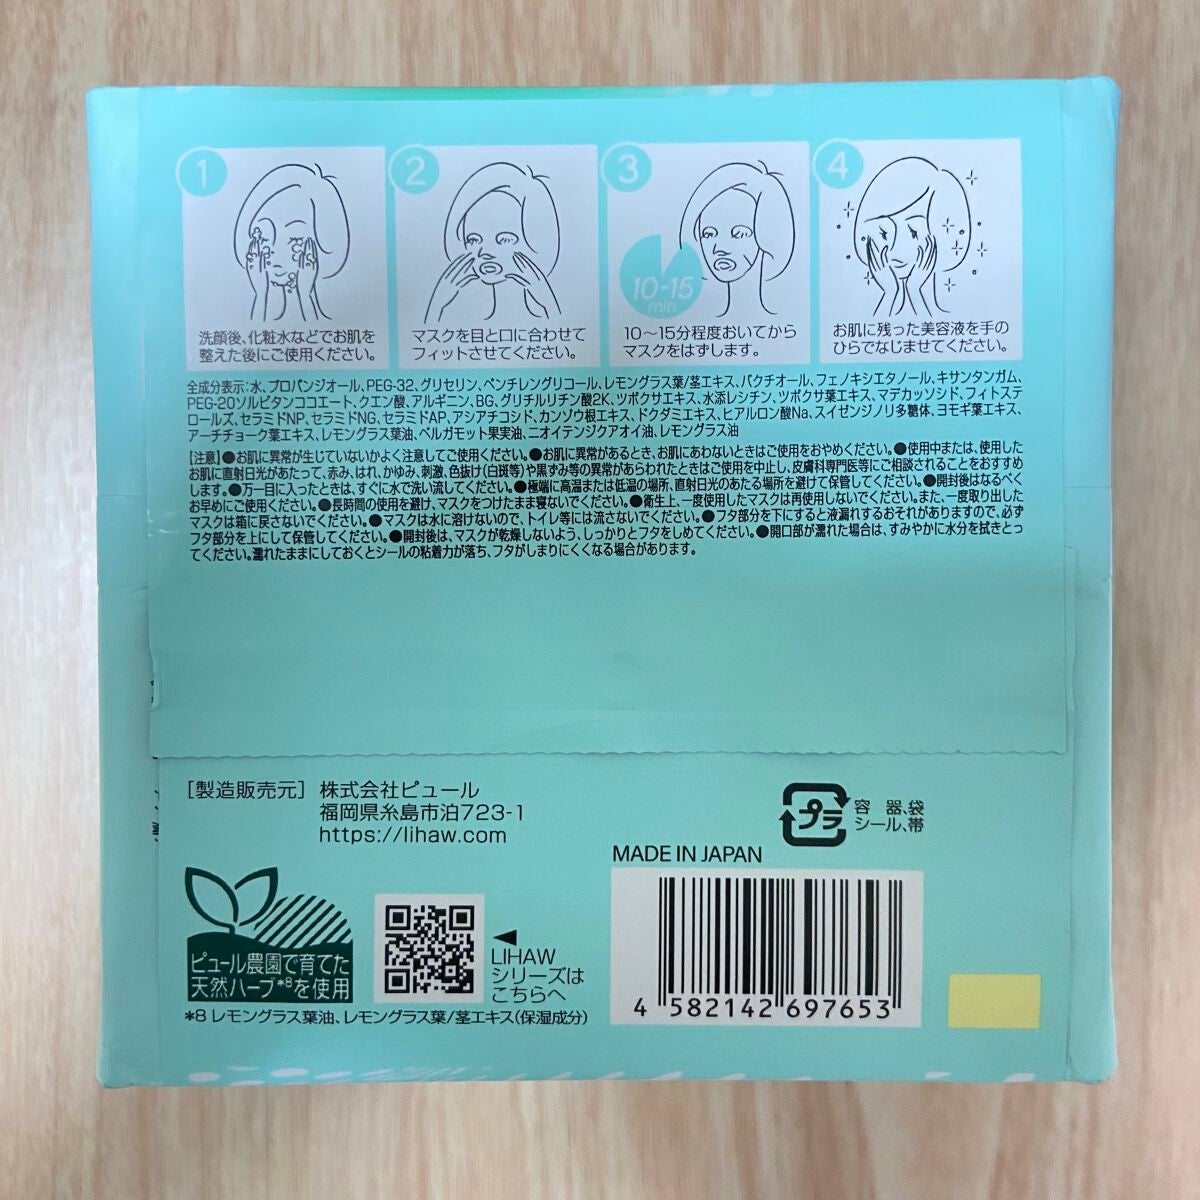 1
2
3
4
10-15
min
洗顔後、化粧水などでお肌を
整えた後にご使用ください。
マスクを目と口に合わせて
フィットさせてください。
10〜15分程度おいてから
マスクをはずします。
お肌に残った美容液を手の
ひらでなじませてください。
全成分表示:水、プロパンジオール、PEG-32、グリセリン、ペンチレングリコール、レモングラス葉/茎エキス、バクチオール、フェノキシエタノール、キサンタンガム、
PEG-20ソルビタンココエート、クエン酸、アルギニン、BG、グリチルリチン酸2K、ツボクサエキス、水添レシチン、ツボクサ葉エキス、マデカッソシド、フィトステ
ロールズ、セラミドNP、セラミドNG、セラミドAP、アシアチコシド、カンゾウ根エキス、ドクダミエキス、ヒアルロン酸Na、スイゼンジノリ多糖体、ヨモギ葉エキス、
アーチチョーク葉エキス、レモングラス葉油、ベルガモット果実油、ニオイテンジクアオイ油、レモングラス油
[注意]●お肌に異常が生じていないかよく注意してご使用ください。●お肌に異常があるとき、お肌にあわないときはご使用をおやめください。●使用中または、使用した
お肌に直射日光があたって、赤み、はれ、かゆみ、刺激、色抜け(白斑等)や黒ずみ等の異常があらわれたときはご使用を中止し、皮膚科専門医等にご相談されることをおすすめ
します。●万一目に入ったときは、すぐに水で洗い流してください。●極端に高温または低温の場所、直射日光のあたる場所を避けて保管してください。●開封後はなるべく
お早めにご使用ください。●長時間の使用を避け、マスクをつけたまま寝ないでください。●衛生上、一度使用したマスクは再使用しないでください。また、一度取り出した
マスクは箱に戻さないでください。●マスクは水に溶けないので、トイレ等には流さないでください。●フタ部分を下にすると液漏れするおそれがありますので、必ず
フタ部分を上にして保管してください。●開封後は、マスクが乾燥しないよう、しっかりとフタをしめてください。●開口部が濡れた場合は、すみやかに水分を拭きとっ
てください。濡れたままにしておくとシールの粘着力が落ち、フタがしまりにくくなる場合があります。
[製造販売元] 株式会社ピュール
福岡県糸島市泊723-1
https://lihaw.com
プラ
容 器、袋
シール、帯
MADE IN JAPAN
ピュール農園で育てた
天然ハーブ*8を使用
◀
LIHAW
シリーズは
こちらへ
4 582142 697653
*8 レモングラス葉油、レモングラス葉/茎エキス(保湿成分)